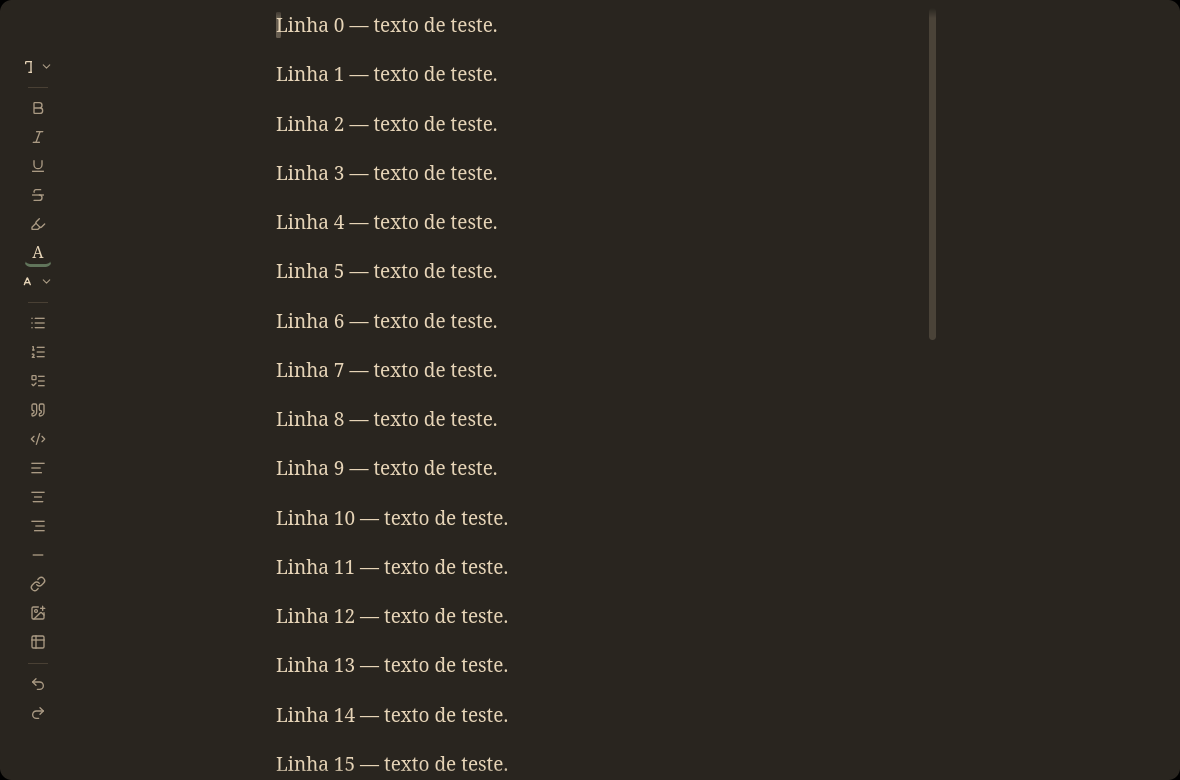 Linha 0 — texto de teste.
Linha 1 — texto de teste.
Linha 2 — texto de teste.
Linha 3 — texto de teste.
Linha 4 — texto de teste.
Linha 5 — texto de teste.
Linha 6 — texto de teste.
Linha 7 — texto de teste.
Linha 8 — texto de teste.
Linha 9 — texto de teste.
Linha 10 — texto de teste.
Linha 11 — texto de teste.
Linha 12 — texto de teste.
Linha 13 — texto de teste.
Linha 14 — texto de teste.
Linha 15 — texto de teste.